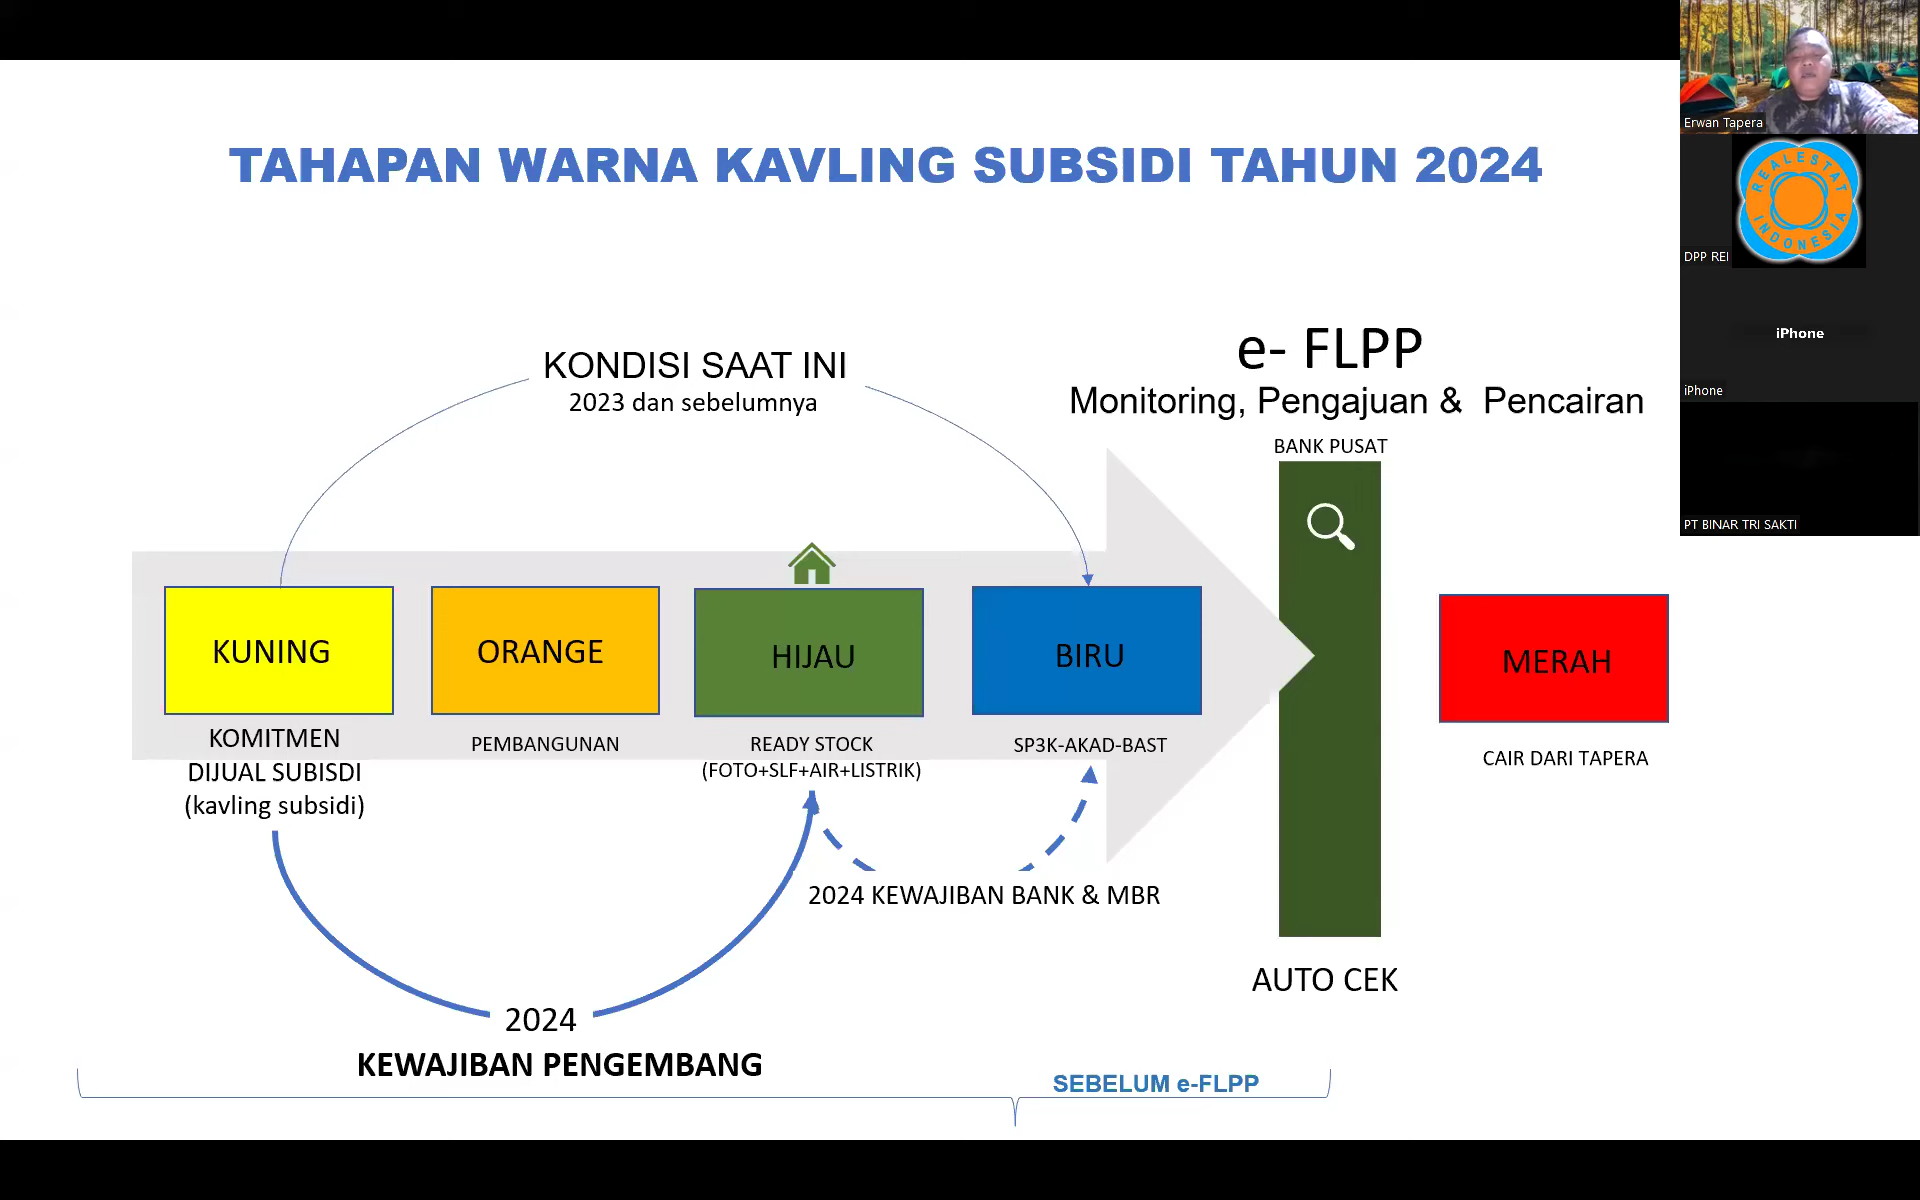 TAHAPAN WARNA KAVLING SUBSIDI TAHUN 2024
KONDISI SAAT INI
2023 dan sebelumnya
e- FLPP
Monitoring, Pengajuan & Pencairan
BANK PUSAT
KUNING
ORANGE
HIJAU
BIRU
MERAH
KOMITMEN
DIJUAL SUBISDI
(kavling subsidi)
PEMBANGUNAN
READY STOCK
(FOTO+SLF+AIR+LISTRIK)
SP3K-AKAD-BAST
CAIR DARI TAPERA
2024 KEWAJIBAN BANK & MBR
AUTO CEK
2024
KEWAJIBAN PENGEMBANG
SEBELUM e-FLPP
Erwan Tapera
REALESTAT
INDONESIA
DPP REI
iPhone
iPhone
PT BINAR TRI SAKTI